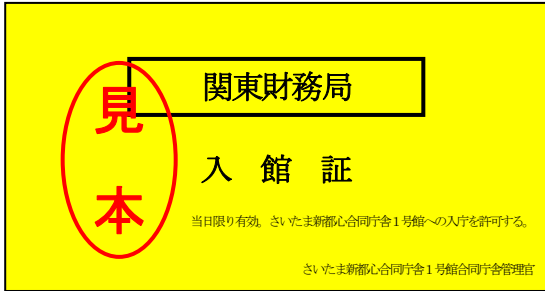 関東財務局
見本
入館証
当日限り有効。さいたま新都心合同庁舎1号館への入庁を許可する。
さいたま新都心合同庁舎1号館合同庁舎管理官